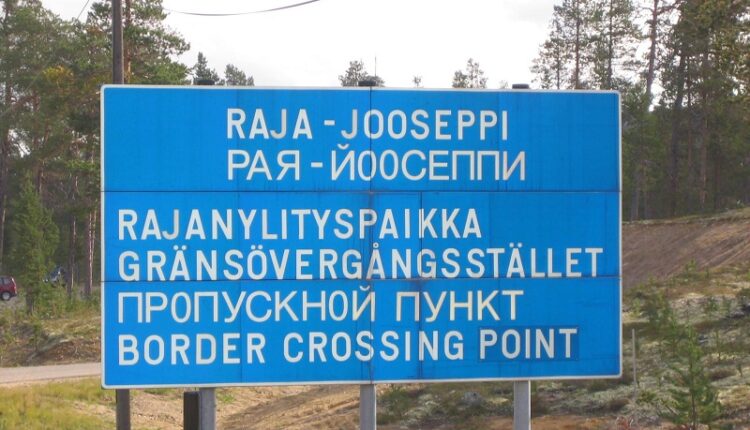 RAJA - JOOSEPPI
РАЯ - ЙООСЕППИ
RAJANYLITYSPAIKKA
GRÄNSÖVERGÅNGSSTÄLLET
ПРОПУСКНОЙ ПУНКТ
BORDER CROSSING POINT